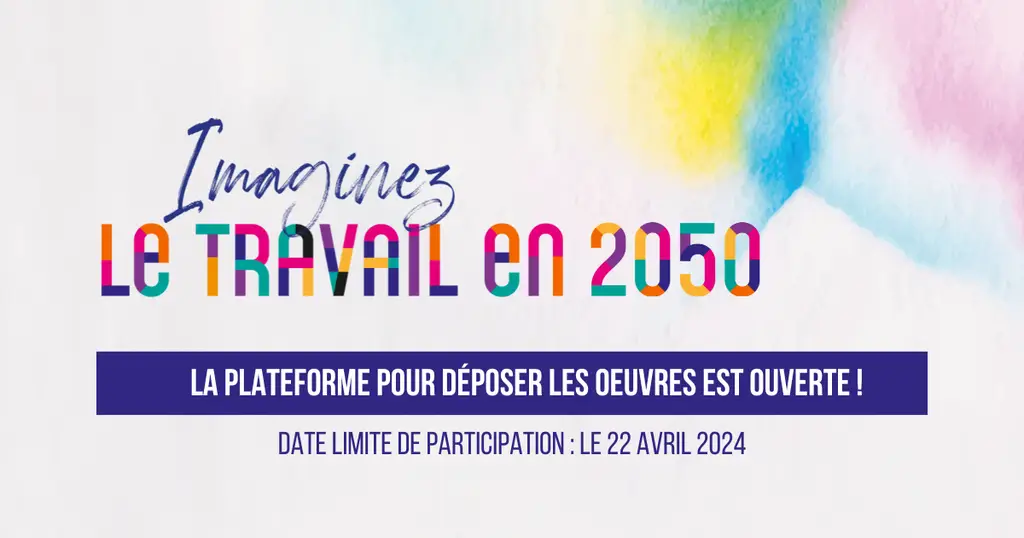 Imaginez
Le TRAVAIL en 2050
LA PLATEFORME POUR DÉPOSER LES OEUVRES EST OUVERTE !
DATE LIMITE DE PARTICIPATION : LE 22 AVRIL 2024